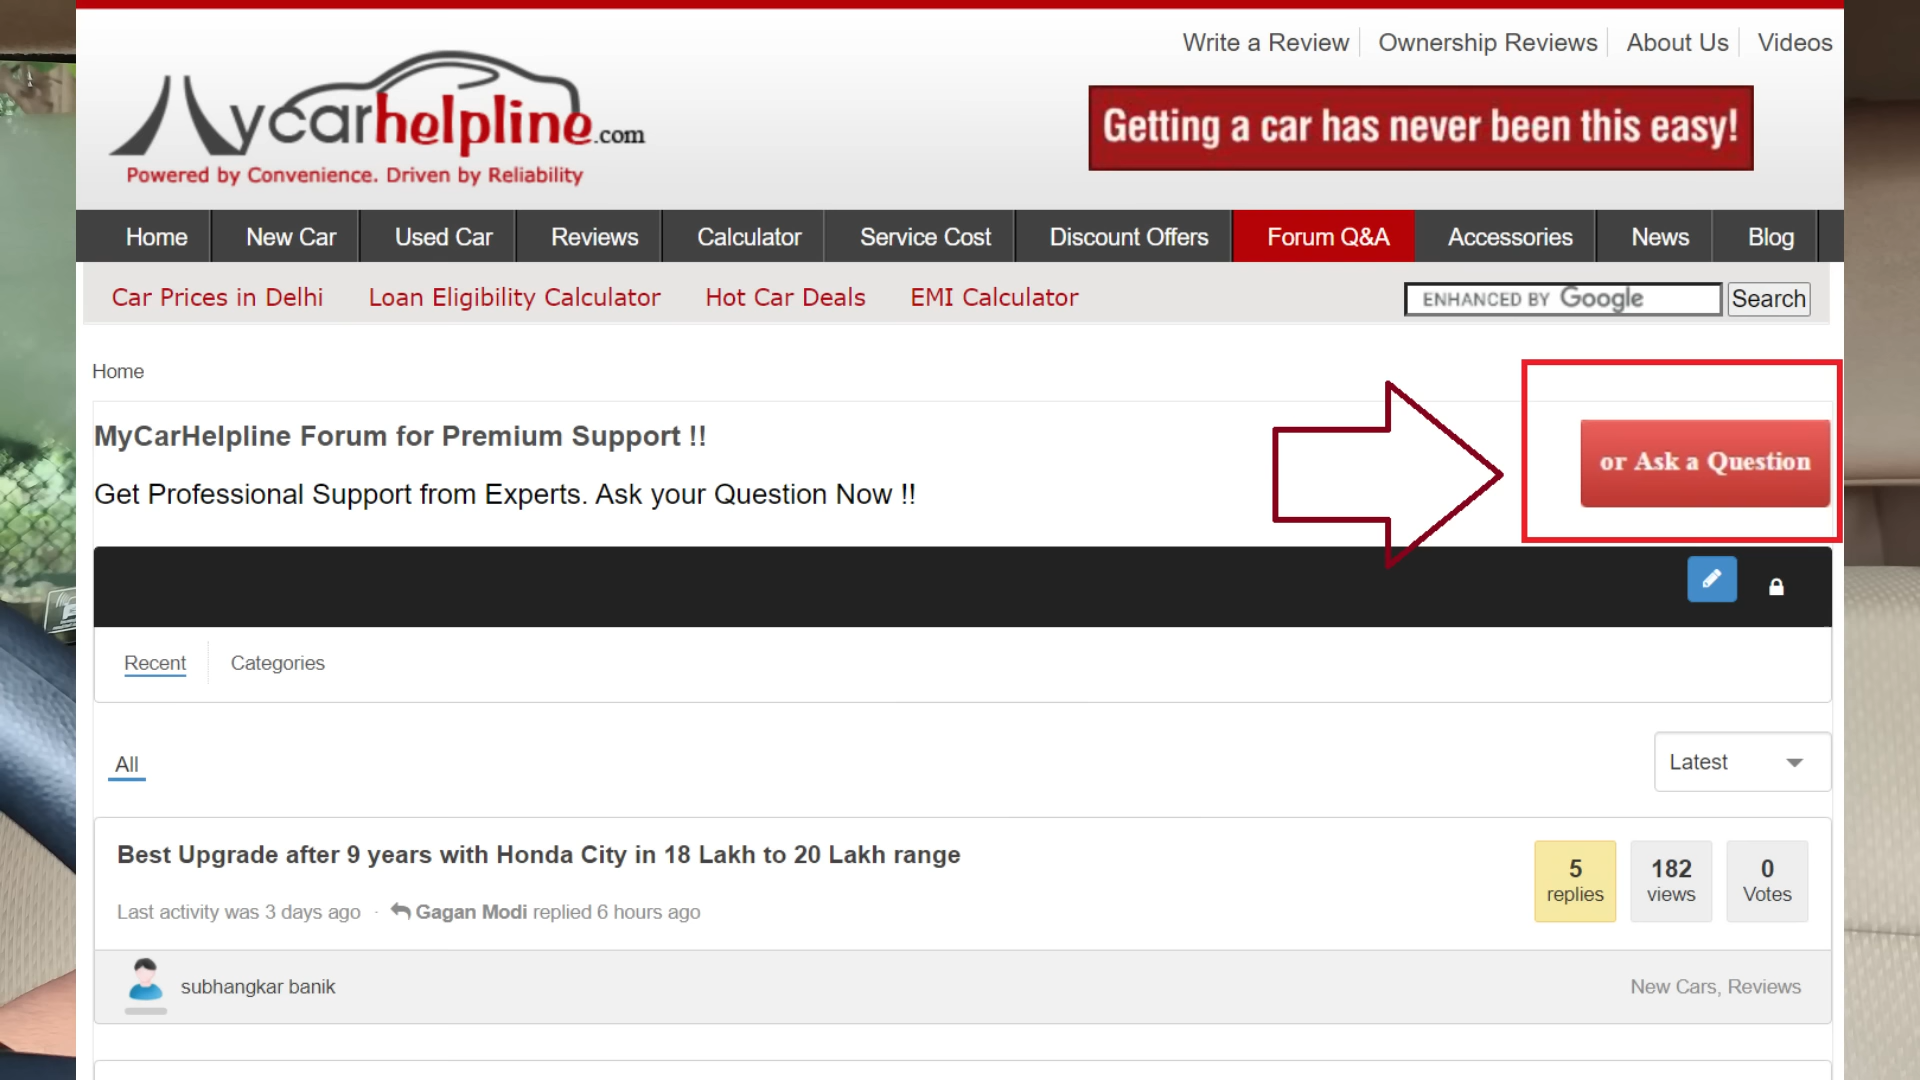 Write a Review
Ownership Reviews
About Us
Videos
Mycarhelpline.com
Powered by Convenience. Driven by Reliability
Getting a car has never been this easy!
Home
New Car
Used Car
Reviews
Calculator
Service Cost
Discount Offers
Forum Q&A
Accessories
News
Blog
Car Prices in Delhi
Loan Eligibility Calculator
Hot Car Deals
EMI Calculator
ENHANCED BY Google
Search
Home
MyCarHelpline Forum for Premium Support !!
or Ask a Question
Get Professional Support from Experts. Ask your Question Now !!
Recent
Categories
All
Latest
Best Upgrade after 9 years with Honda City in 18 Lakh to 20 Lakh range
5
replies
182
views
0
Votes
Last activity was 3 days ago · Gagan Modi replied 6 hours ago
subhangkar banik
New Cars, Reviews